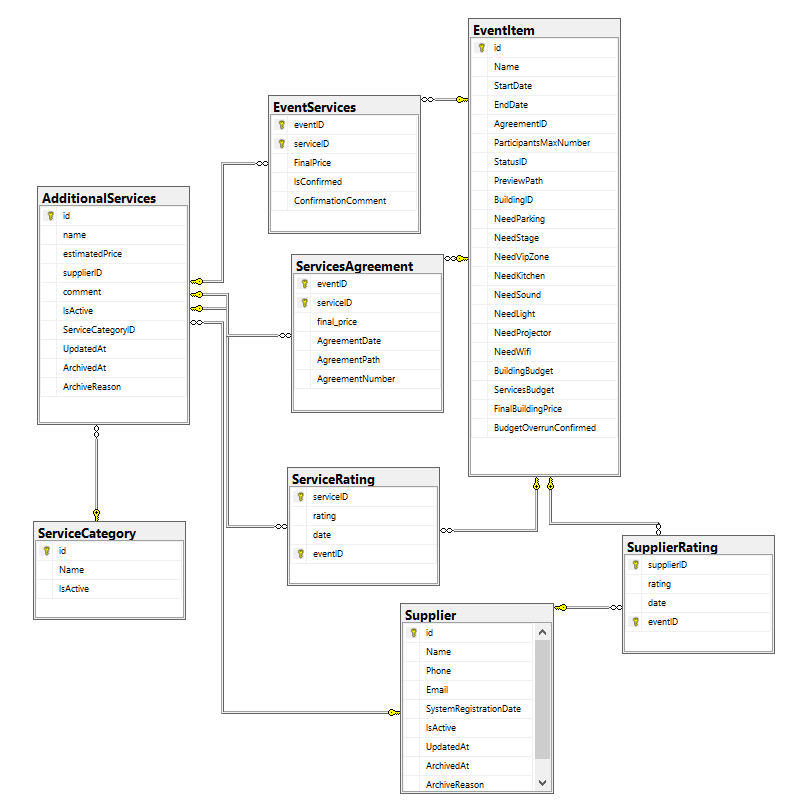 EventItem
id
Name
StartDate
EndDate
AgreementID
ParticipantsMaxNumber
StatusID
PreviewPath
BuildingID
NeedParking
NeedStage
NeedVipZone
NeedKitchen
NeedSound
NeedLight
NeedProjector
NeedWifi
BuildingBudget
ServicesBudget
FinalBuildingPrice
BudgetOverrunConfirmed
EventServices
eventID
serviceID
FinalPrice
IsConfirmed
ConfirmationComment
AdditionalServices
id
name
estimatedPrice
supplierID
comment
IsActive
ServiceCategoryID
UpdatedAt
ArchivedAt
ArchiveReason
ServicesAgreement
eventID
serviceID
final_price
AgreementDate
AgreementPath
AgreementNumber
ServiceRating
serviceID
rating
date
eventID
ServiceCategory
id
Name
IsActive
SupplierRating
supplierID
rating
date
eventID
Supplier
id
Name
Phone
Email
SystemRegistrationDate
IsActive
UpdatedAt
ArchivedAt
ArchiveReason